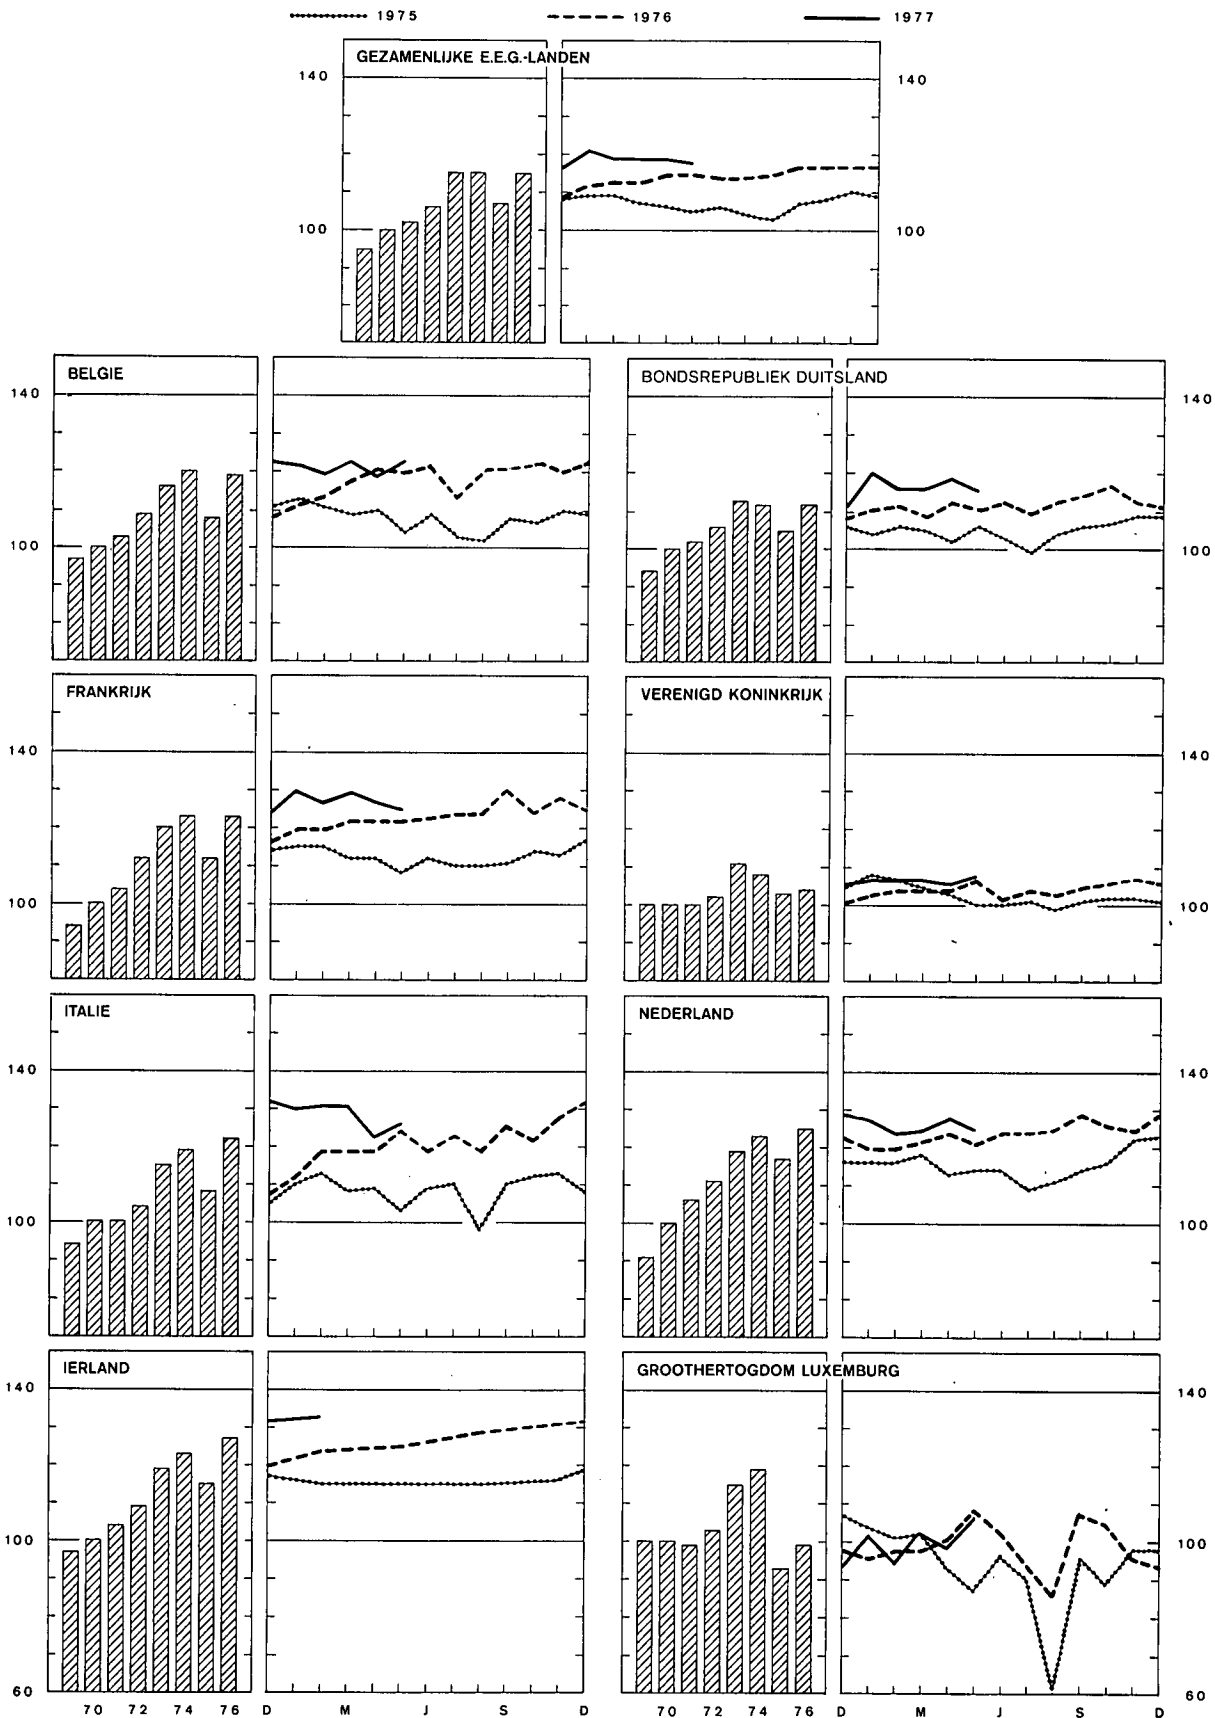 1975 1976 1977
GEZAMENLIJKE E.E.G.-LANDEN
140 140
100 100
BELGIE BONDSREPUBLIEK DUITSLAND
140 140
100 100
FRANKRIJK VERENIGD KONINKRIJK
140 140
100 100
ITALIE NEDERLAND
140 140
100 100
IERLAND GROOTHERTOGDOM LUXEMBURG
140 140
100 100
60 60
70 72 74 76 D M J S D 70 72 74 76 D M J S D